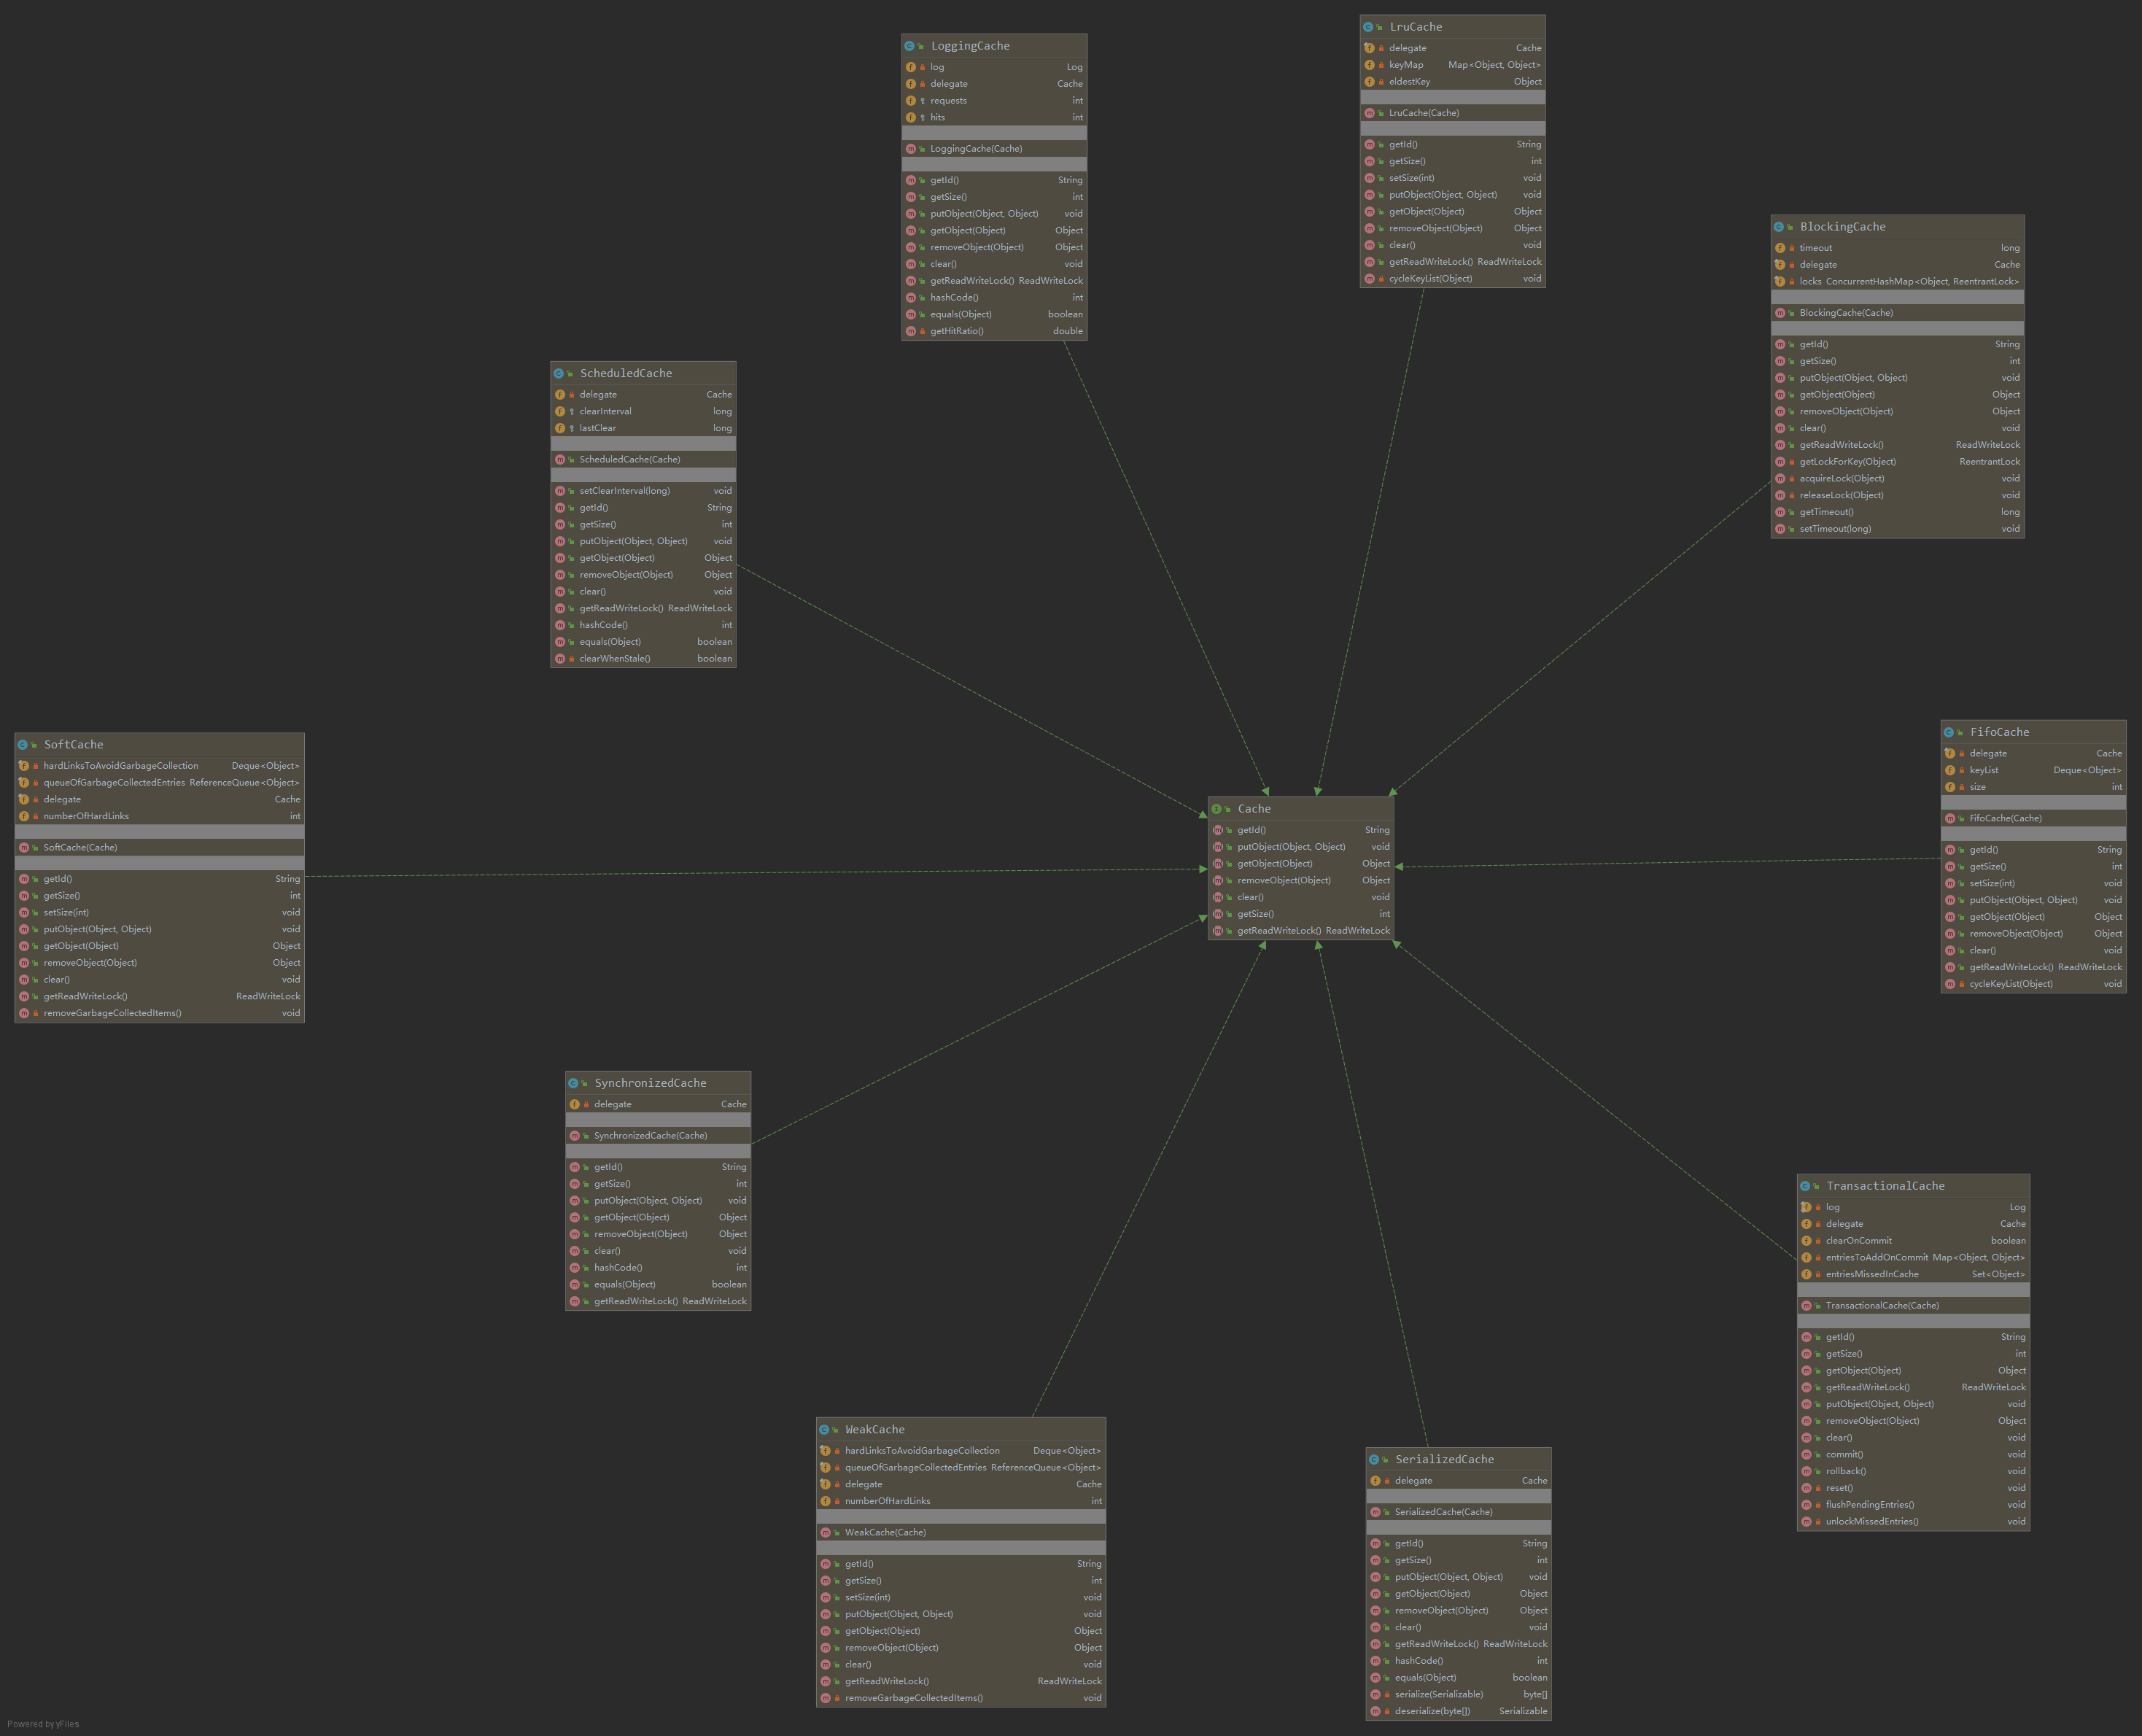 LruCache
delegate Cache
keyMap Map<Object, Object>
eldestKey Object
LruCache(Cache)
getId() String
getSize() int
setSize(int) void
putObject(Object, Object) void
getObject(Object) Object
removeObject(Object) Object
clear() void
getReadWriteLock() ReadWriteLock
cycleKeyList(Object) void
LoggingCache
log Log
delegate Cache
requests int
hits int
LoggingCache(Cache)
getId() String
getSize() int
putObject(Object, Object) void
getObject(Object) Object
removeObject(Object) Object
clear() void
getReadWriteLock() ReadWriteLock
hashCode() int
equals(Object) boolean
getHitRatio() double
BlockingCache
timeout long
delegate Cache
locks ConcurrentHashMap<Object, ReentrantLock>
BlockingCache(Cache)
getId() String
getSize() int
putObject(Object, Object) void
getObject(Object) Object
removeObject(Object) Object
clear() void
getReadWriteLock() ReadWriteLock
getLockForKey(Object) ReentrantLock
acquireLock(Object) void
releaseLock(Object) void
getTimeout() long
setTimeout(long) void
ScheduledCache
delegate Cache
clearInterval long
lastClear long
ScheduledCache(Cache)
setClearInterval(long) void
getId() String
getSize() int
putObject(Object, Object) void
getObject(Object) Object
removeObject(Object) Object
clear() void
getReadWriteLock() ReadWriteLock
hashCode() int
equals(Object) boolean
clearWhenStale() boolean
SoftCache
hardLinksToAvoidGarbageCollection Deque<Object>
queueOfGarbageCollectedEntries ReferenceQueue<Object>
delegate Cache
numberOfHardLinks int
SoftCache(Cache)
getId() String
getSize() int
setSize(int) void
putObject(Object, Object) void
getObject(Object) Object
removeObject(Object) Object
clear() void
getReadWriteLock() ReadWriteLock
removeGarbageCollectedItems() void
Cache
getId() String
putObject(Object, Object) void
getObject(Object) Object
removeObject(Object) Object
clear() void
getSize() int
getReadWriteLock() ReadWriteLock
FifoCache
delegate Cache
keyList Deque<Object>
size int
FifoCache(Cache)
getId() String
getSize() int
setSize(int) void
putObject(Object, Object) void
getObject(Object) Object
removeObject(Object) Object
clear() void
getReadWriteLock() ReadWriteLock
cycleKeyList(Object) void
SynchronizedCache
delegate Cache
SynchronizedCache(Cache)
getId() String
getSize() int
putObject(Object, Object) void
getObject(Object) Object
removeObject(Object) Object
clear() void
hashCode() int
equals(Object) boolean
getReadWriteLock() ReadWriteLock
TransactionalCache
log Log
delegate Cache
clearOnCommit boolean
entriesToAddOnCommit Map<Object, Object>
entriesMissedInCache Set<Object>
TransactionalCache(Cache)
getId() String
getSize() int
getObject(Object) Object
getReadWriteLock() ReadWriteLock
putObject(Object, Object) void
removeObject(Object) Object
clear() void
commit() void
rollback() void
reset() void
flushPendingEntries() void
unlockMissedEntries() void
WeakCache
hardLinksToAvoidGarbageCollection Deque<Object>
queueOfGarbageCollectedEntries ReferenceQueue<Object>
delegate Cache
numberOfHardLinks int
WeakCache(Cache)
getId() String
getSize() int
setSize(int) void
putObject(Object, Object) void
getObject(Object) Object
removeObject(Object) Object
clear() void
getReadWriteLock() ReadWriteLock
removeGarbageCollectedItems() void
SerializedCache
delegate Cache
SerializedCache(Cache)
getId() String
getSize() int
putObject(Object, Object) void
getObject(Object) Object
removeObject(Object) Object
clear() void
getReadWriteLock() ReadWriteLock
hashCode() int
equals(Object) boolean
serialize(Serializable) byte[]
deserialize(byte[]) Serializable
Powered by yFiles